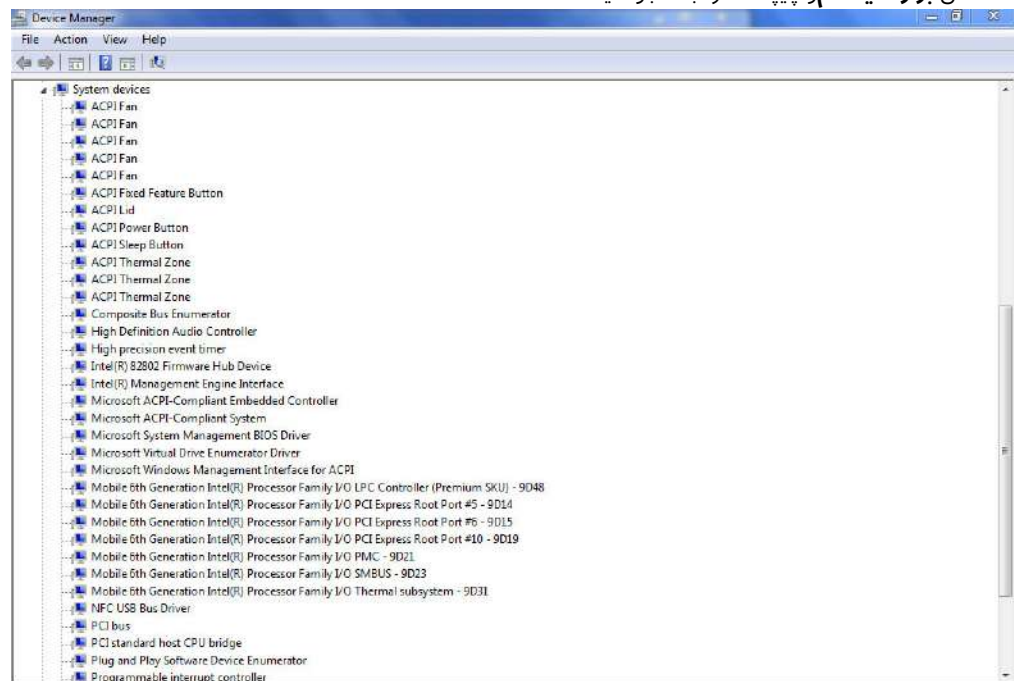 Device Manager
File Action View Help
System devices
ACPI Fan
ACPI Fan
ACPI Fan
ACPI Fan
ACPI Fan
ACPI Fixed Feature Button
ACPI Lid
ACPI Power Button
ACPI Sleep Button
ACPI Thermal Zone
ACPI Thermal Zone
ACPI Thermal Zone
Composite Bus Enumerator
High Definition Audio Controller
High precision event timer
Intel(R) 82802 Firmware Hub Device
Intel(R) Management Engine Interface
Microsoft ACPI-Compliant Embedded Controller
Microsoft ACPI-Compliant System
Microsoft System Management BIOS Driver
Microsoft Virtual Drive Enumerator Driver
Microsoft Windows Management Interface for ACPI
Mobile 6th Generation Intel(R) Processor Family I/O LPC Controller (Premium SKU) - 9D48
Mobile 6th Generation Intel(R) Processor Family I/O PCI Express Root Port #5 - 9D14
Mobile 6th Generation Intel(R) Processor Family I/O PCI Express Root Port #6 - 9D15
Mobile 6th Generation Intel(R) Processor Family I/O PCI Express Root Port #10 - 9D19
Mobile 6th Generation Intel(R) Processor Family I/O PMC - 9D21
Mobile 6th Generation Intel(R) Processor Family I/O SMBUS - 9D23
Mobile 6th Generation Intel(R) Processor Family I/O Thermal subsystem - 9D31
NFC USB Bus Driver
PCI bus
PCI standard host CPU bridge
Plug and Play Software Device Enumerator
Programmable interrupt controller